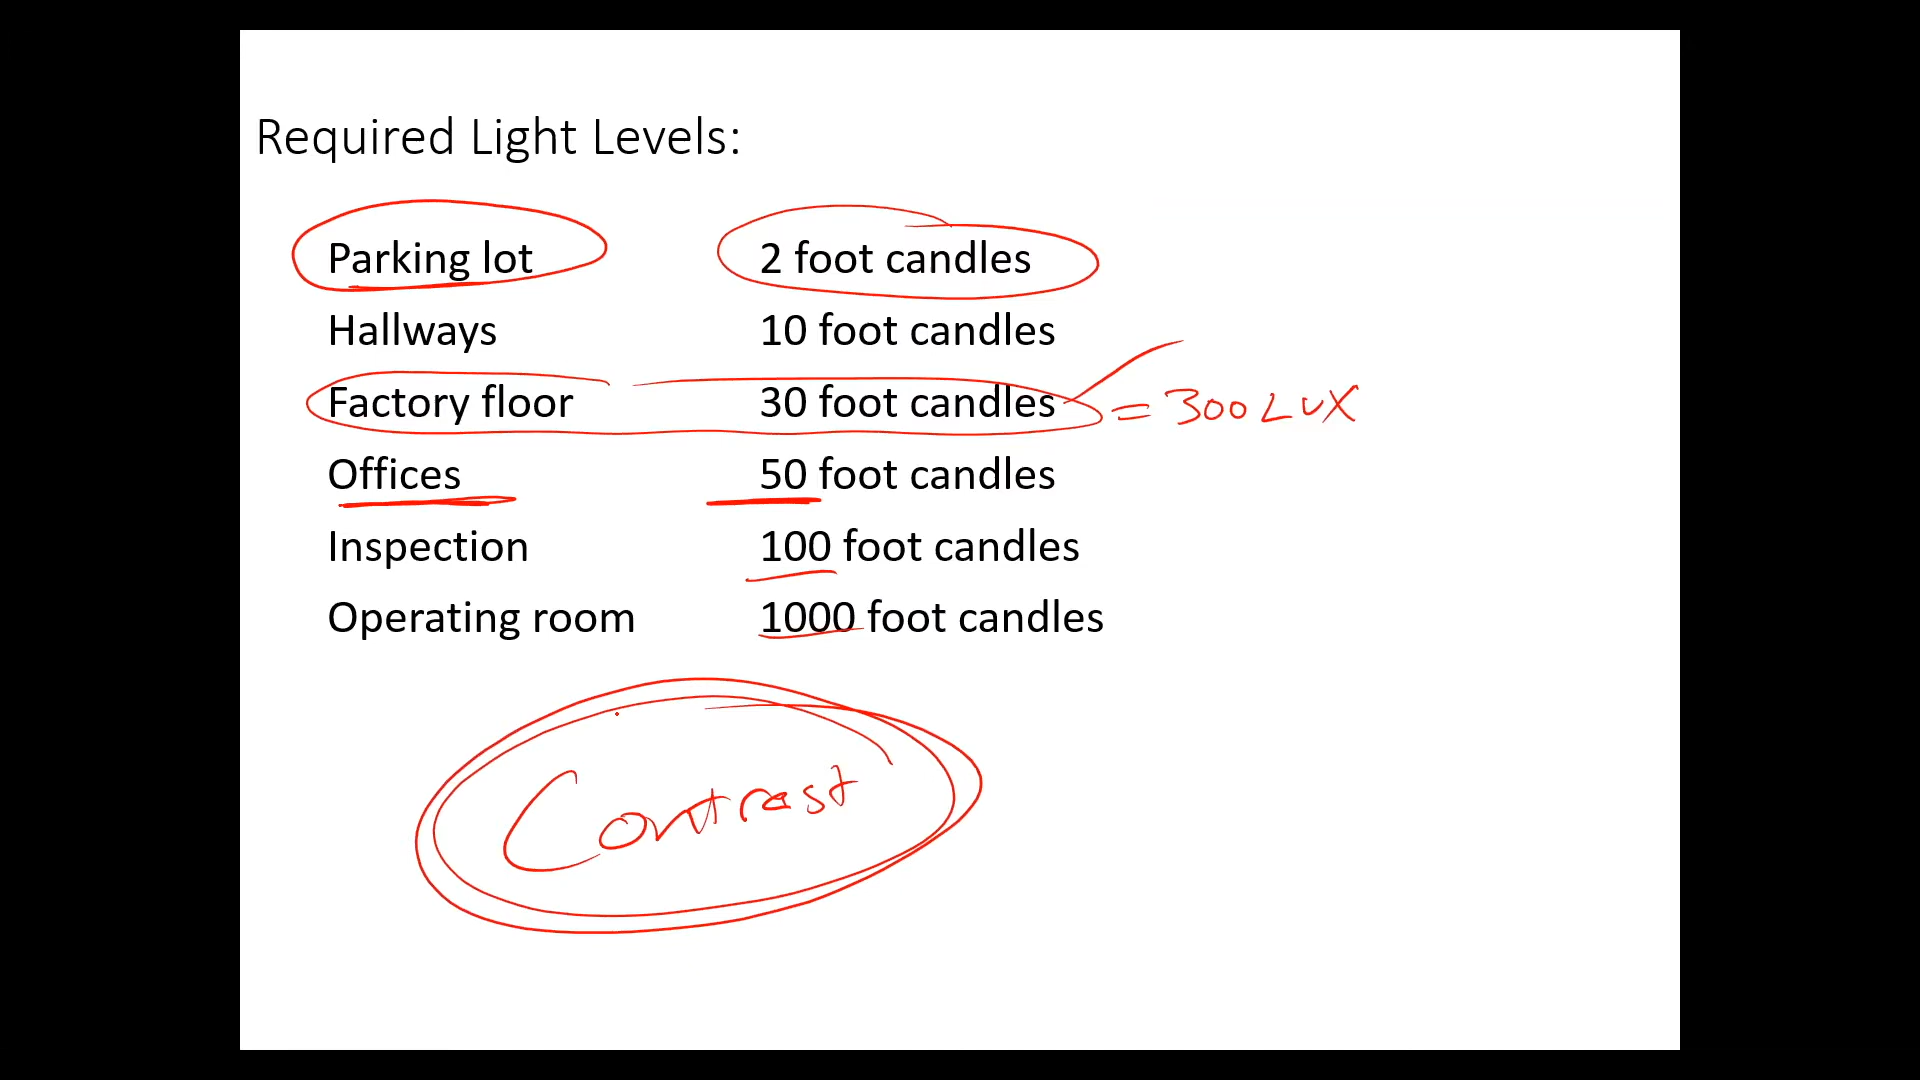 Required Light Levels:
Parking lot 2 foot candles
Hallways 10 foot candles
Factory floor 30 foot candles = 300 LUX
Offices 50 foot candles
Inspection 100 foot candles
Operating room 1000 foot candles
Contrast